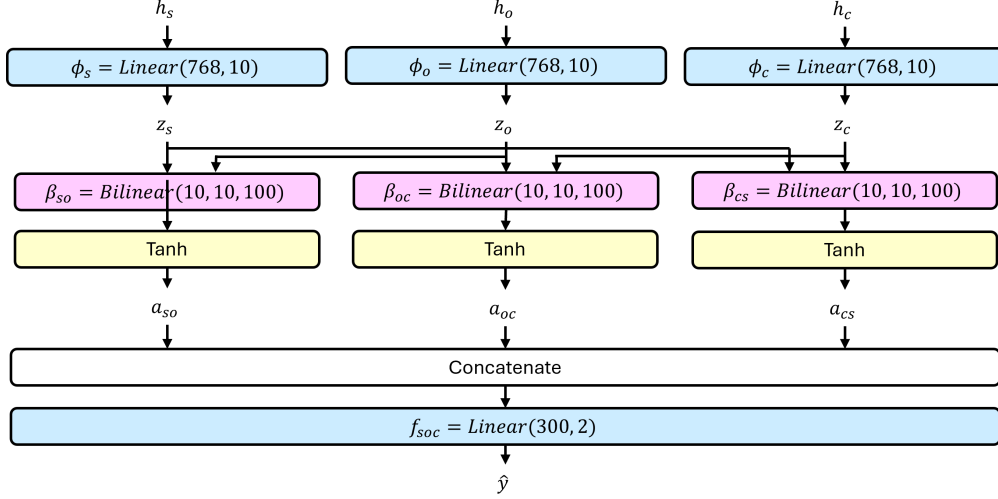 h_s h_o h_c
ϕ_s = Linear(768, 10) ϕ_o = Linear(768, 10) ϕ_c = Linear(768, 10)
z_s z_o z_c
β_so = Bilinear(10, 10, 100) β_oc = Bilinear(10, 10, 100) β_cs = Bilinear(10, 10, 100)
Tanh Tanh Tanh
a_so a_oc a_cs
Concatenate
f_soc = Linear(300, 2)
ŷ